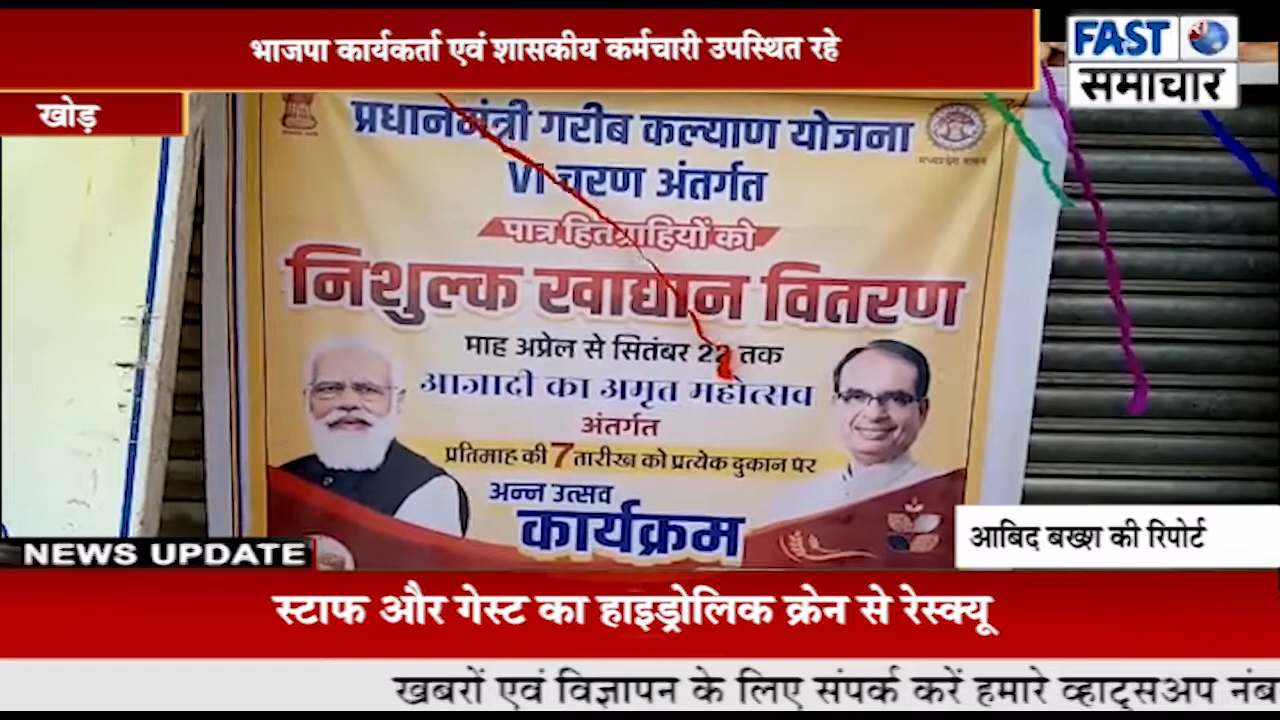 भाजपा कार्यकर्ता एवं शासकीय कर्मचारी उपस्थित रहे
FAST
समाचार
खोड़
प्रधानमंत्री गरीब कल्याण योजना
VI चरण अंतर्गत
पात्र हितग्राहियों को
निशुल्क खाद्यान वितरण
माह अप्रेल से सितंबर 22 तक
आजादी का अमृत महोत्सव
अंतर्गत
प्रतिमाह की 7 तारीख को प्रत्येक दुकान पर
अन्न उत्सव
कार्यक्रम
आबिद बख्श की रिपोर्ट
NEWS UPDATE
स्टाफ और गेस्ट का हाइड्रोलिक क्रेन से रेस्क्यू
खबरों एवं विज्ञापन के लिए संपर्क करें हमारे व्हाट्सअप नंब